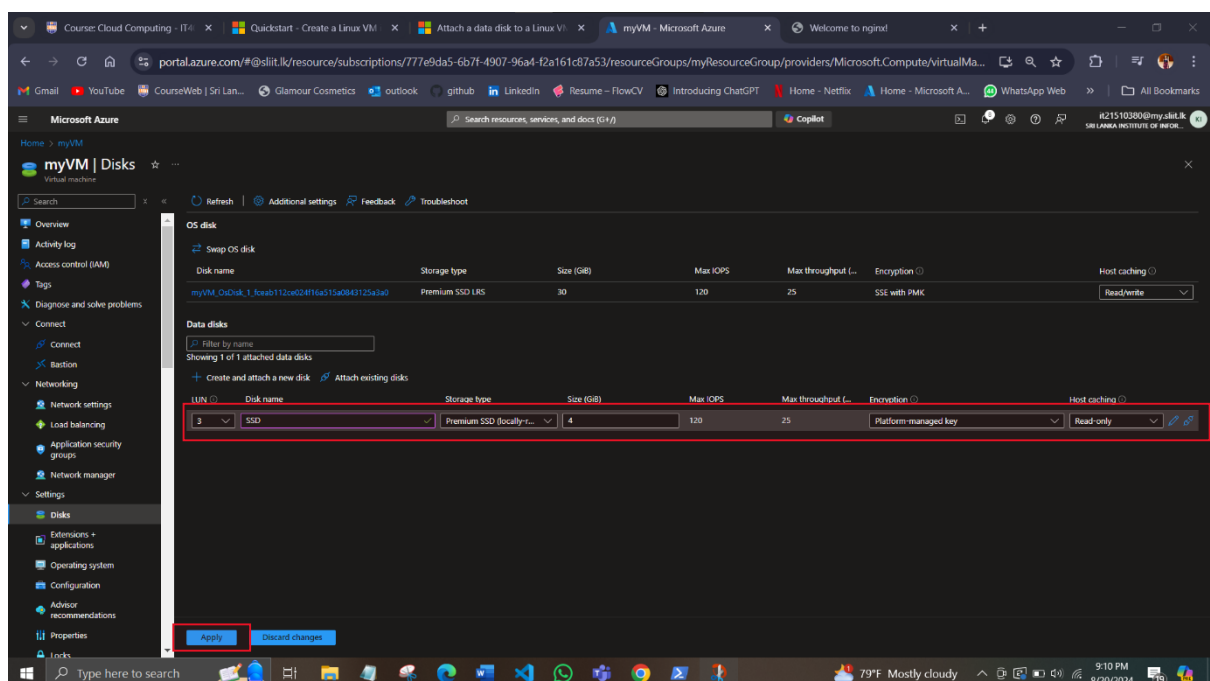 Course: Cloud Computing - IT4
Quickstart - Create a Linux VM
Attach a data disk to a Linux VM
myVM - Microsoft Azure
Welcome to nginx!
portal.azure.com/#@sliit.lk/resource/subscriptions/777e9da5-6b7f-4907-96a4-f2a161c87a53/resourceGroups/myResourceGroup/providers/Microsoft.Compute/virtualMa...
Gmail YouTube CourseWeb | Sri Lan... Glamour Cosmetics outlook github LinkedIn Resume – FlowCV Introducing ChatGPT Home - Netflix Home - Microsoft A... WhatsApp Web » All Bookmarks
Microsoft Azure
Search resources, services, and docs (G+/)
Copilot
it21510380@my.sliit.lk
SRI LANKA INSTITUTE OF INFOR...
KI
Home > myVM
myVM | Disks
Virtual machine
Search
Refresh Additional settings Feedback Troubleshoot
Overview
Activity log
Access control (IAM)
Tags
Diagnose and solve problems
Connect
Connect
Bastion
Networking
Network settings
Load balancing
Application security
groups
Network manager
Settings
Disks
Extensions +
applications
Operating system
Configuration
Advisor
recommendations
Properties
Locks
OS disk
Swap OS disk
Disk name Storage type Size (GiB) Max IOPS Max throughput (... Encryption Host caching
myVM_OsDisk_1_fceab112ce024f16a515a0843125a3a0 Premium SSD LRS 30 120 25 SSE with PMK Read/write
Data disks
Filter by name
Showing 1 of 1 attached data disks
Create and attach a new disk Attach existing disks
LUN Disk name Storage type Size (GiB) Max IOPS Max throughput (... Encryption Host caching
3 SSD Premium SSD (locally-r... 4 120 25 Platform-managed key Read-only
Apply Discard changes
Type here to search
79°F Mostly cloudy
9:10 PM
8/20/2024
19